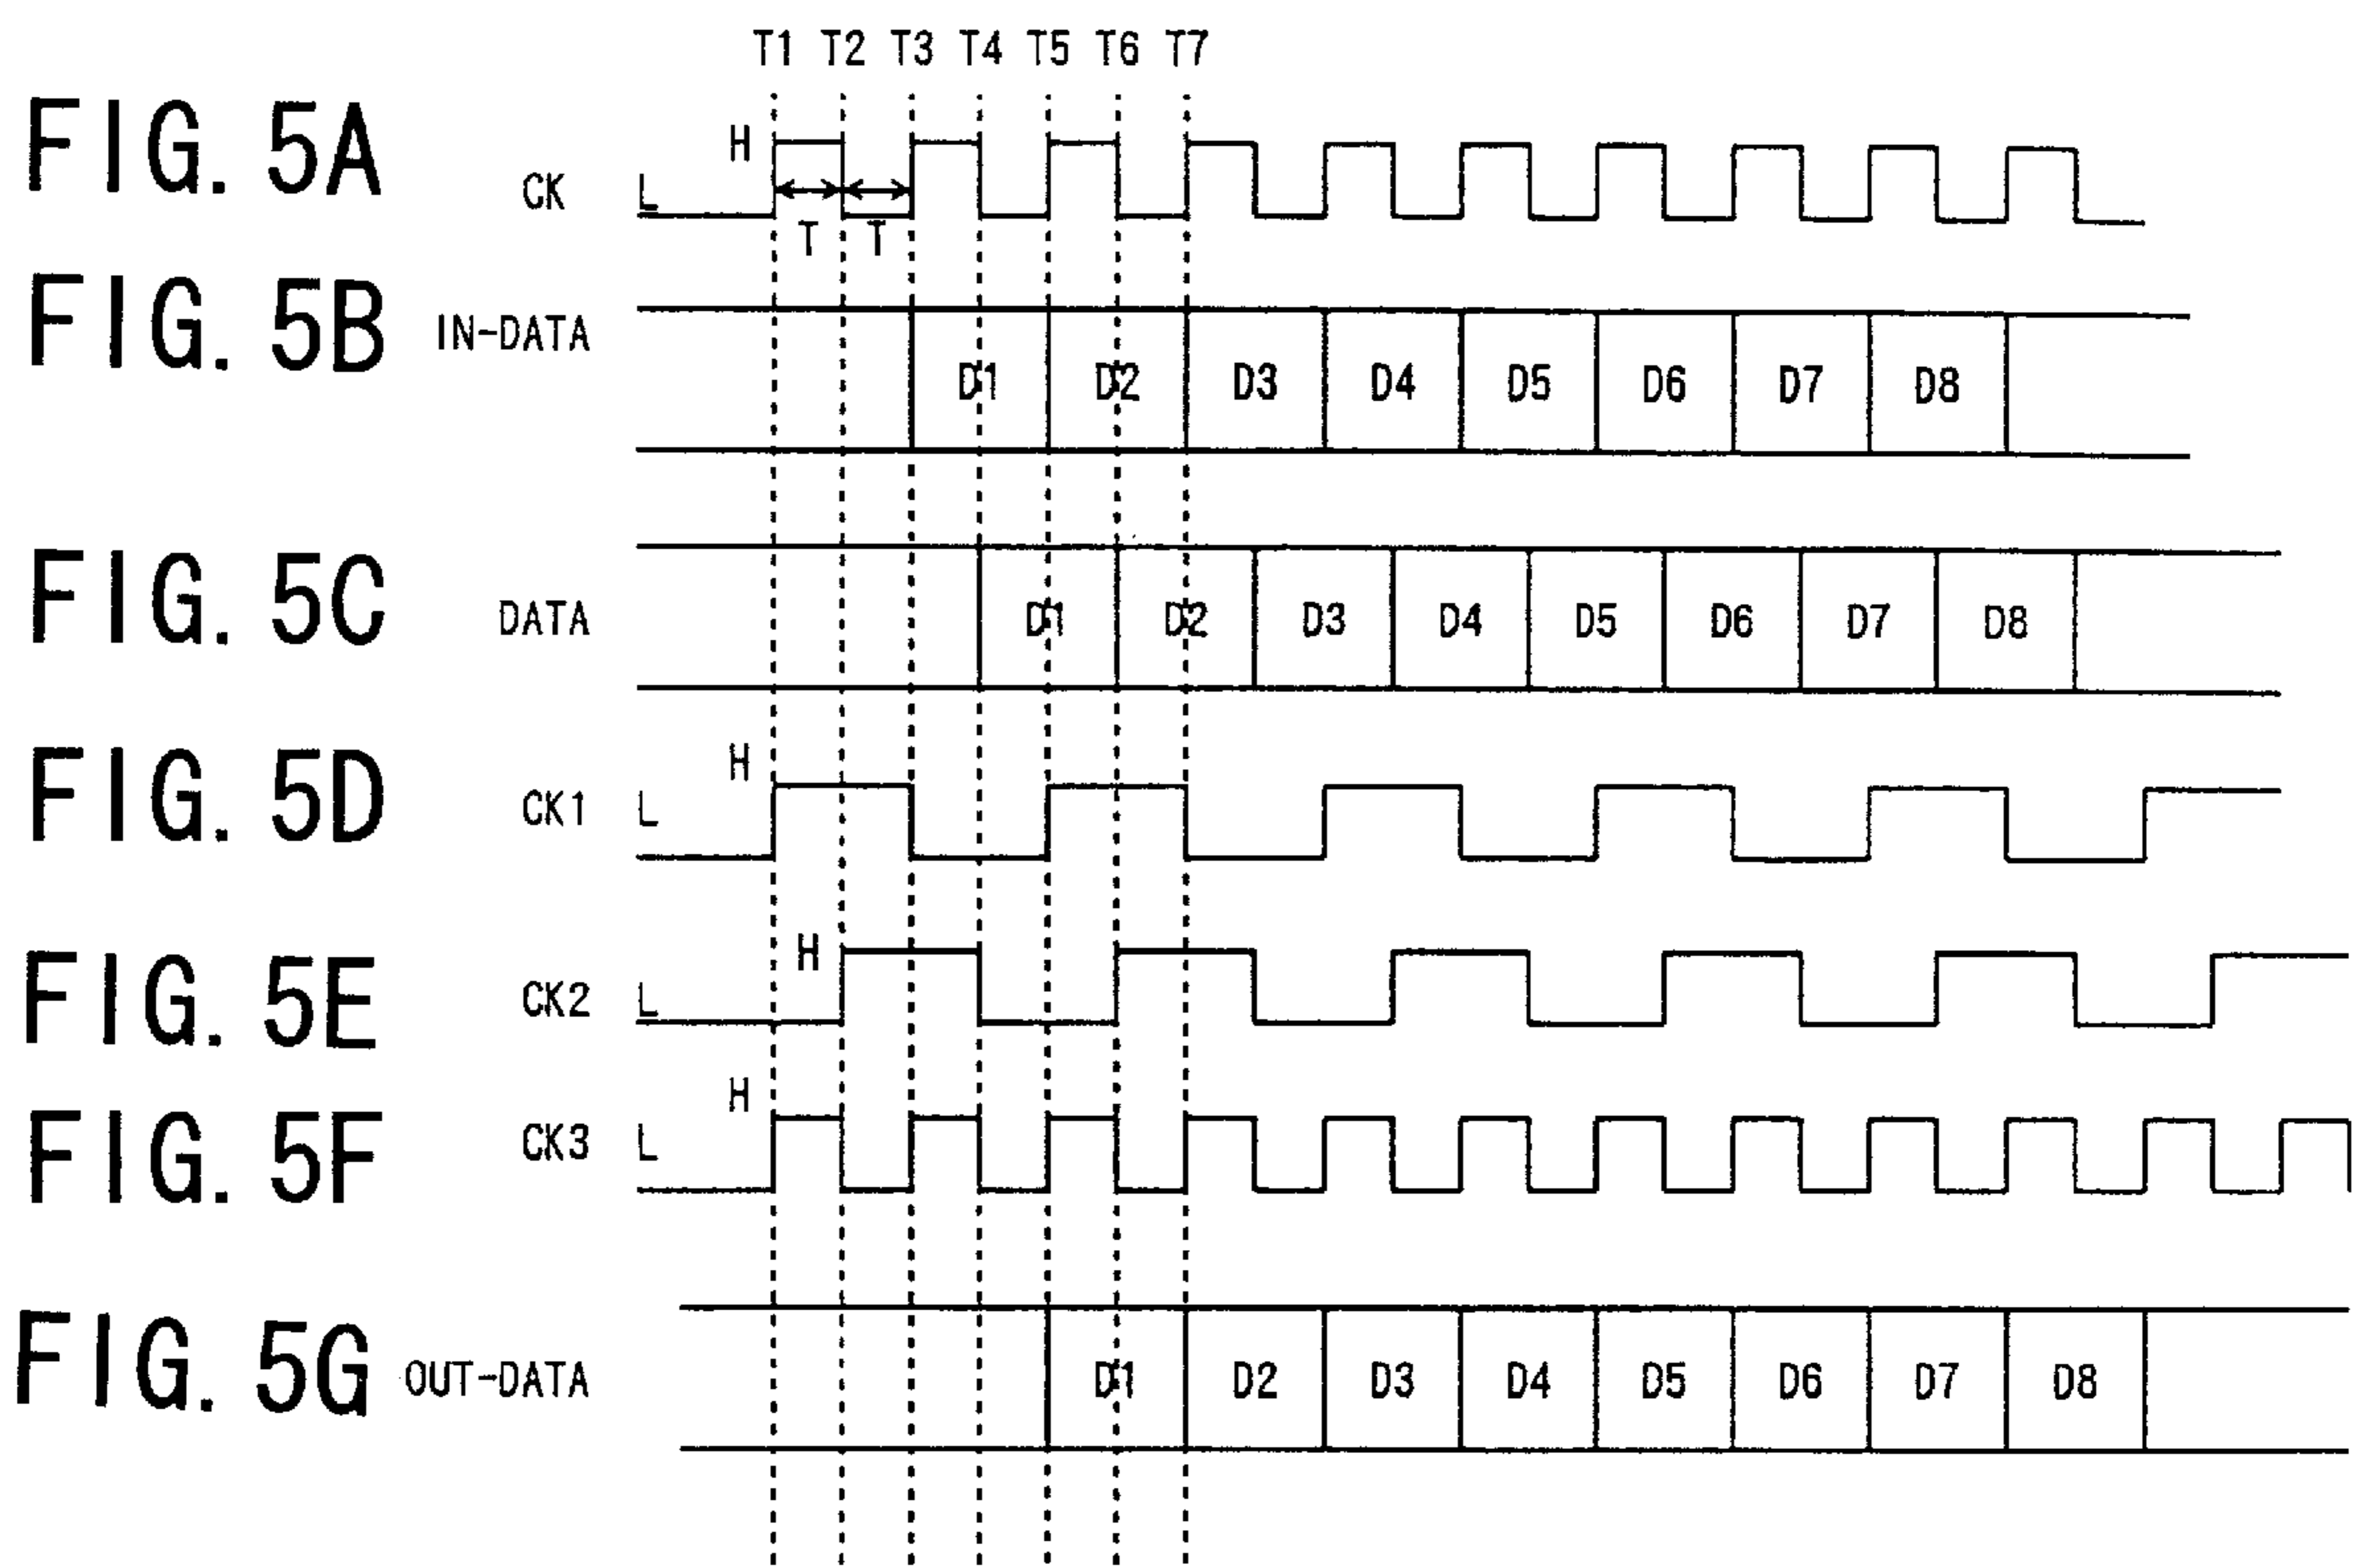 T1 T2 T3 T4 T5 T6 T7
FIG. 5A
CK
H
L
T T
FIG. 5B
IN-DATA
D1 D2 D3 D4 D5 D6 D7 D8
FIG. 5C
DATA
D1 D2 D3 D4 D5 D6 D7 D8
FIG. 5D
CK1
H
L
FIG. 5E
CK2
H
L
FIG. 5F
CK3
H
L
FIG. 5G
OUT-DATA
D1 D2 D3 D4 D5 D6 D7 D8